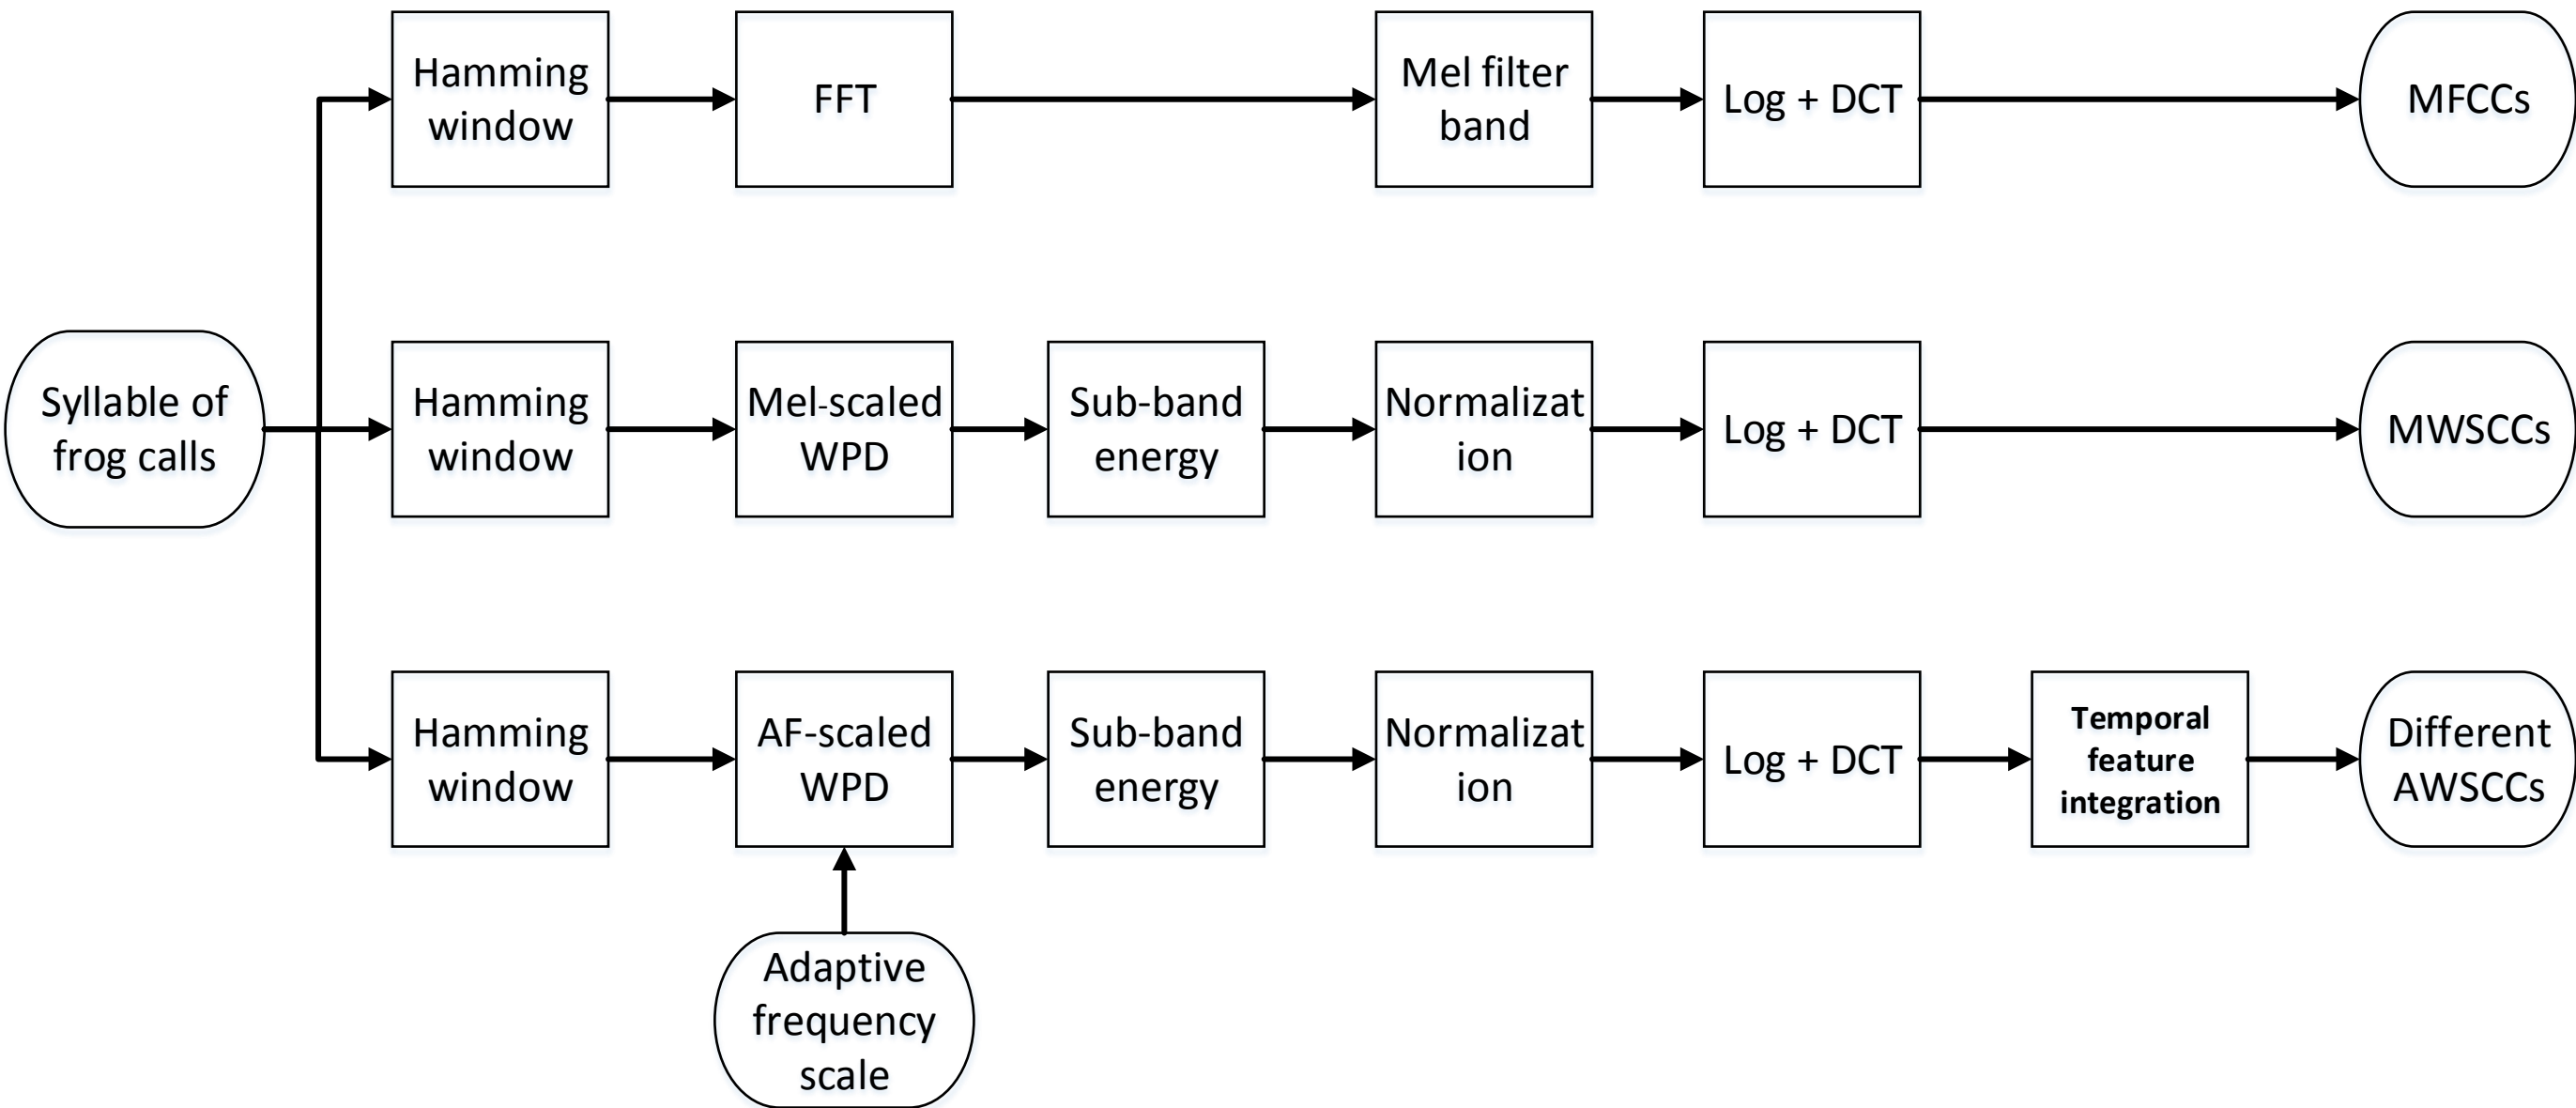 Hamming
window
FFT
Mel filter
band
Log + DCT
MFCCs
Syllable of
frog calls
Hamming
window
Mel-scaled
WPD
Sub-band
energy
Normalizat
ion
Log + DCT
MWSCCs
Hamming
window
AF-scaled
WPD
Sub-band
energy
Normalizat
ion
Log + DCT
Temporal
feature
integration
Different
AWSCCs
Adaptive
frequency
scale